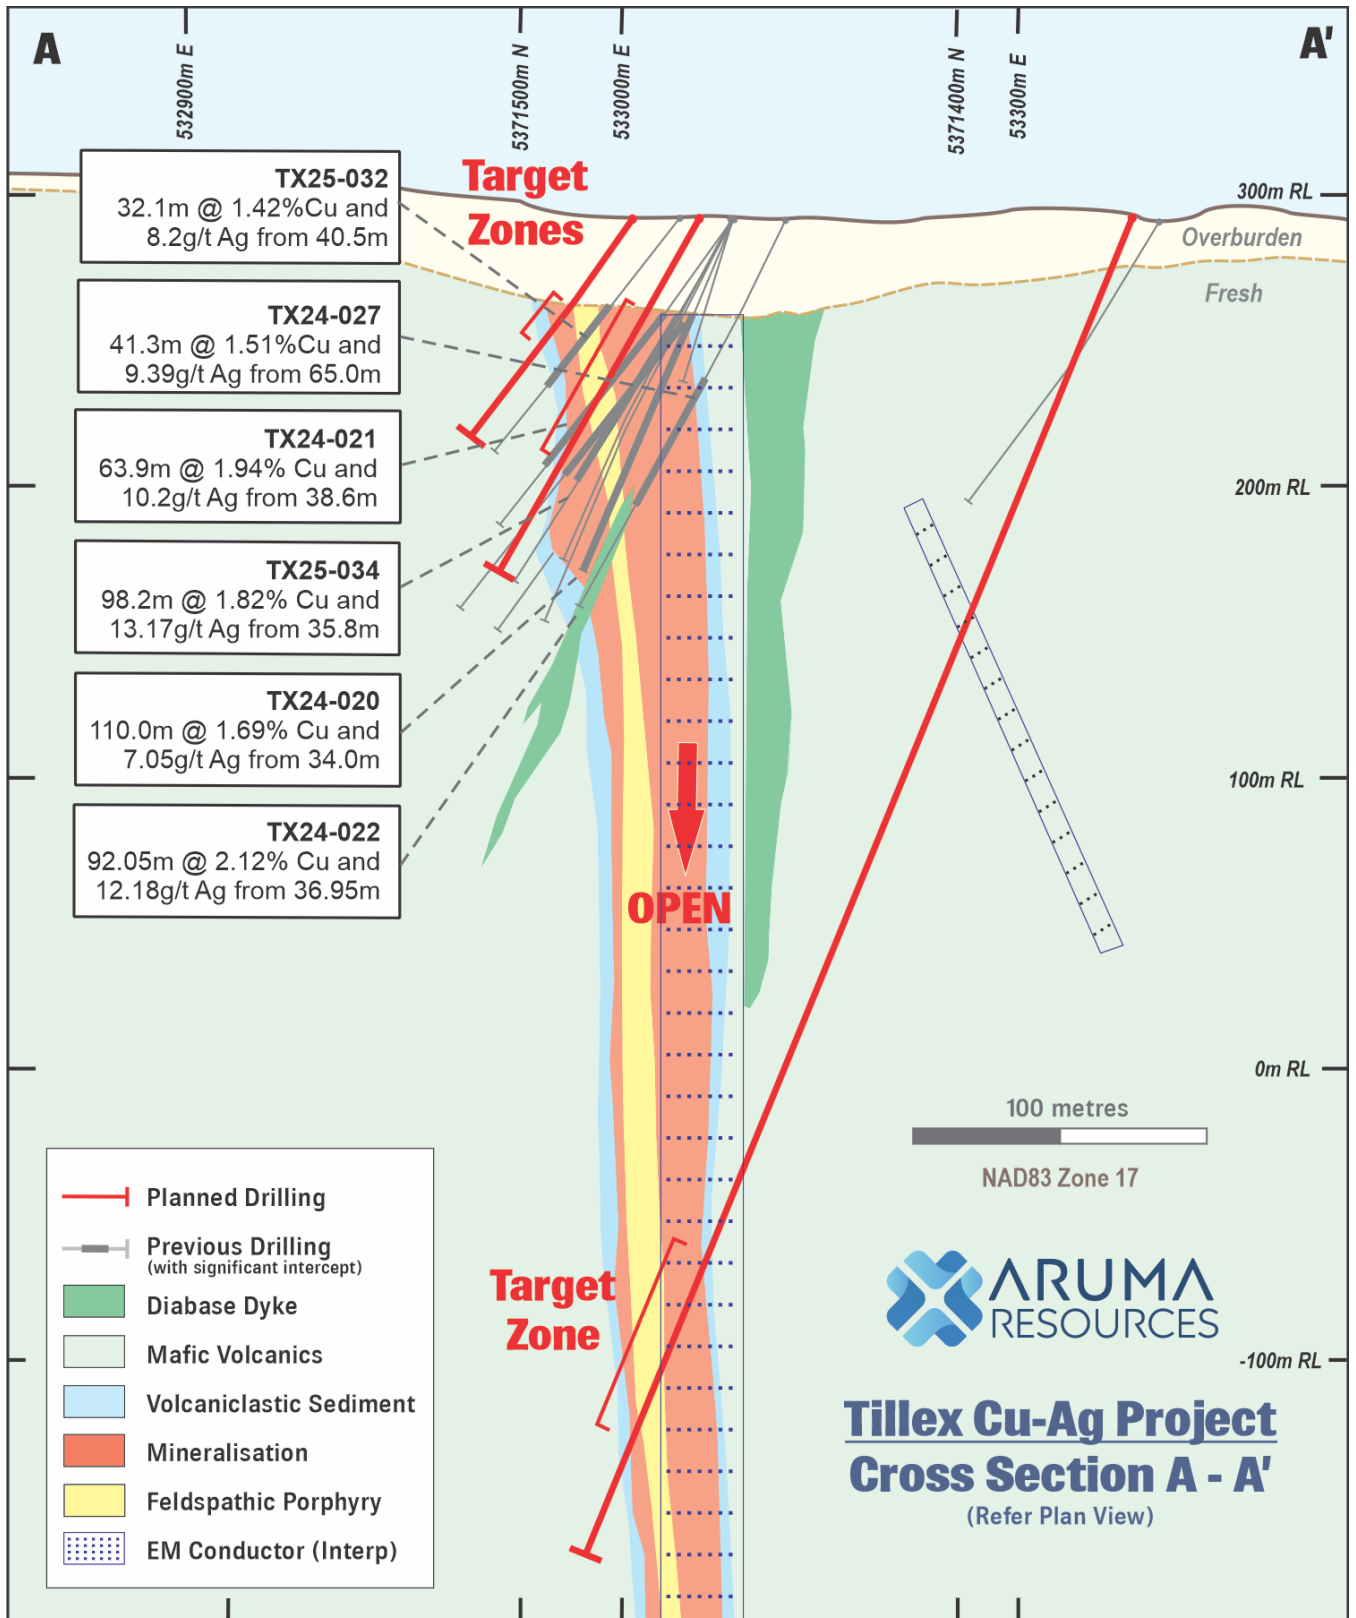 A
A'
532900m E
5371500m N
533000m E
5371400m N
53300m E
Target
Zones
TX25-032
32.1m @ 1.42%Cu and
8.2g/t Ag from 40.5m
TX24-027
41.3m @ 1.51%Cu and
9.39g/t Ag from 65.0m
TX24-021
63.9m @ 1.94% Cu and
10.2g/t Ag from 38.6m
TX25-034
98.2m @ 1.82% Cu and
13.17g/t Ag from 35.8m
TX24-020
110.0m @ 1.69% Cu and
7.05g/t Ag from 34.0m
TX24-022
92.05m @ 2.12% Cu and
12.18g/t Ag from 36.95m
300m RL
Overburden
Fresh
200m RL
100m RL
OPEN
0m RL
100 metres
NAD83 Zone 17
-100m RL
Target
Zone
Planned Drilling
Previous Drilling
(with significant intercept)
Diabase Dyke
Mafic Volcanics
Volcaniclastic Sediment
Mineralisation
Feldspathic Porphyry
EM Conductor (Interp)
ARUMA
RESOURCES
Tillex Cu-Ag Project
Cross Section A - A'
(Refer Plan View)